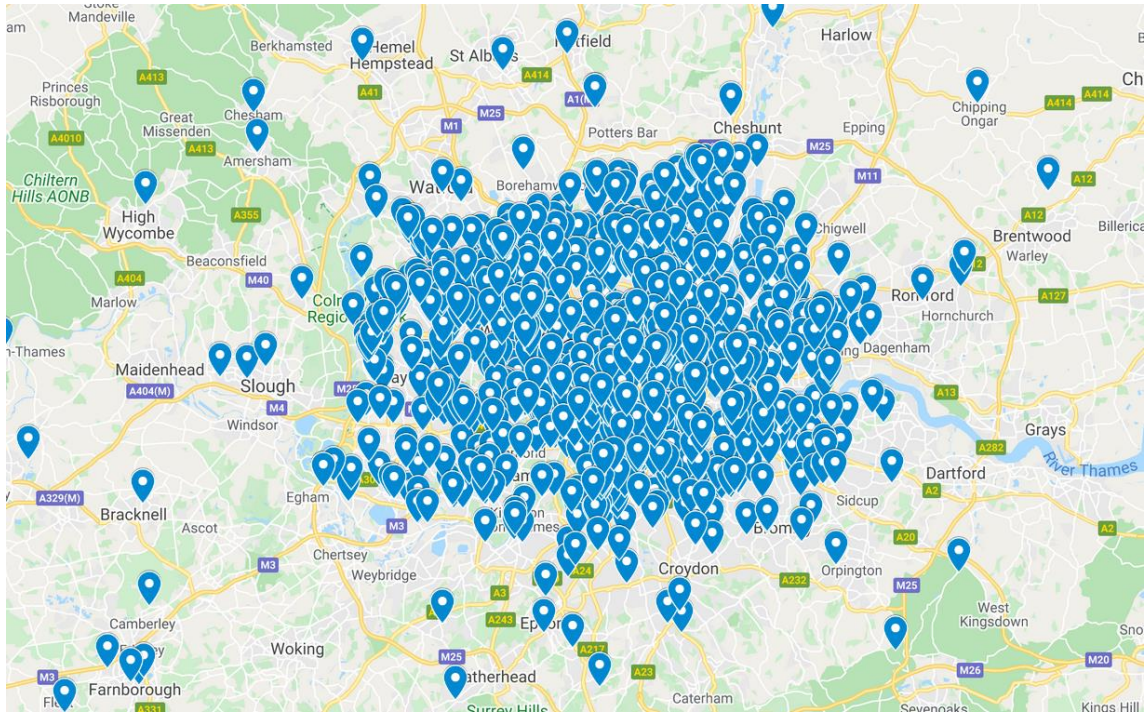 Stoke
Mandeville
Berkhamsted
Hemel
Hempstead
St Albans
Harlow
A413
A414
Princes
Risborough
A41
M25
A1(M)
Chesham
Chipping
Ongar
A414
A414
Great
Missenden
A4010
M1
Potters Bar
Cheshunt
Epping
M25
A413
Amersham
M11
A12
Chiltern
Hills AONB
Borehamw
High
Wycombe
A355
A12
Brentwood
Billerica
Chigwell
Warley
Beaconsfield
A404
M40
Marlow
A127
Hornchurch
Dagenham
Maidenhead
Slough
A404(M)
M4
Windsor
A13
Grays
A282
River Thames
Dartford
A2
Sidcup
A329(M)
Egham
Bracknell
Ascot
M3
A2
A20
Chertsey
Weybridge
M3
A24
Croydon
A232
Orpington
M25
A3
A243
West
Kingsdown
Camberley
Woking
M25
A217
A23
M26
M20
M3
Farnborough
A331
Caterham
Sevenoaks
Kings Hill
Surrey Hills